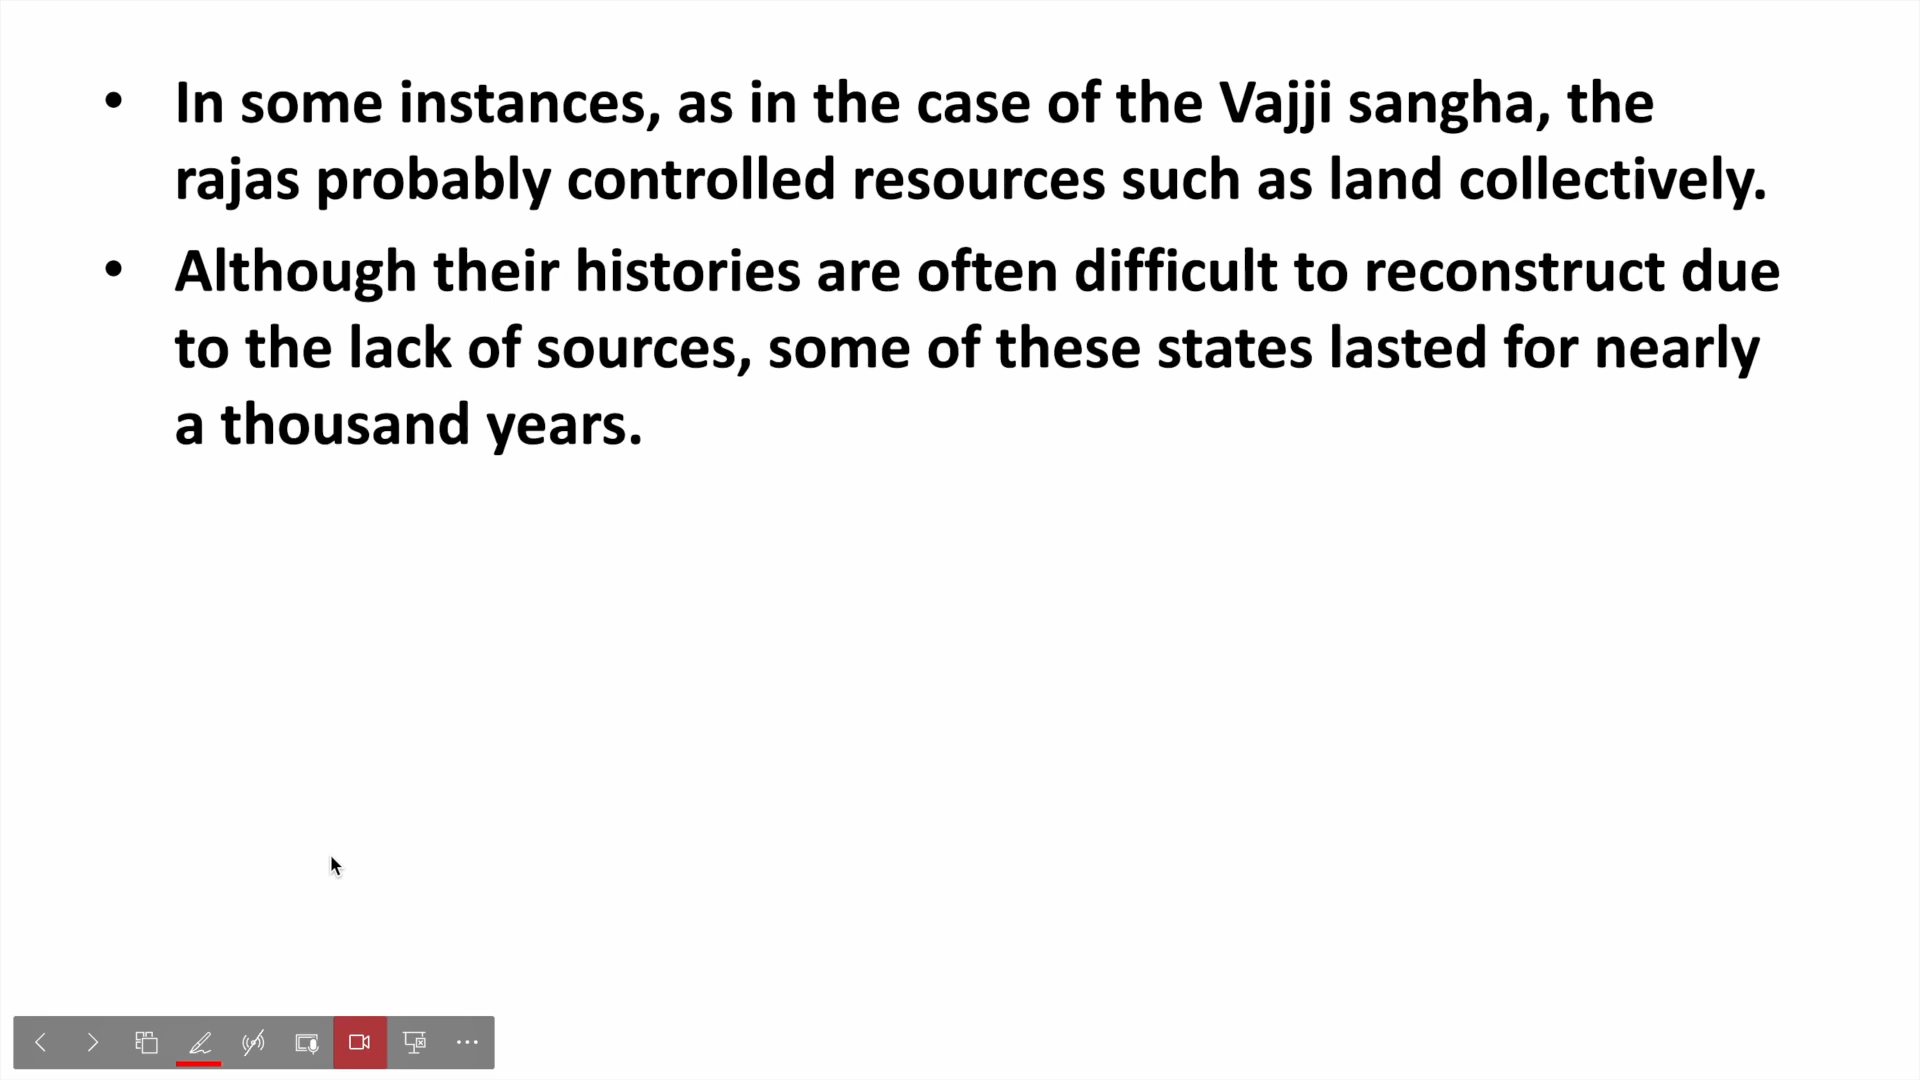 • In some instances, as in the case of the Vajji sangha, the
rajas probably controlled resources such as land collectively.
• Although their histories are often difficult to reconstruct due
to the lack of sources, some of these states lasted for nearly
a thousand years.